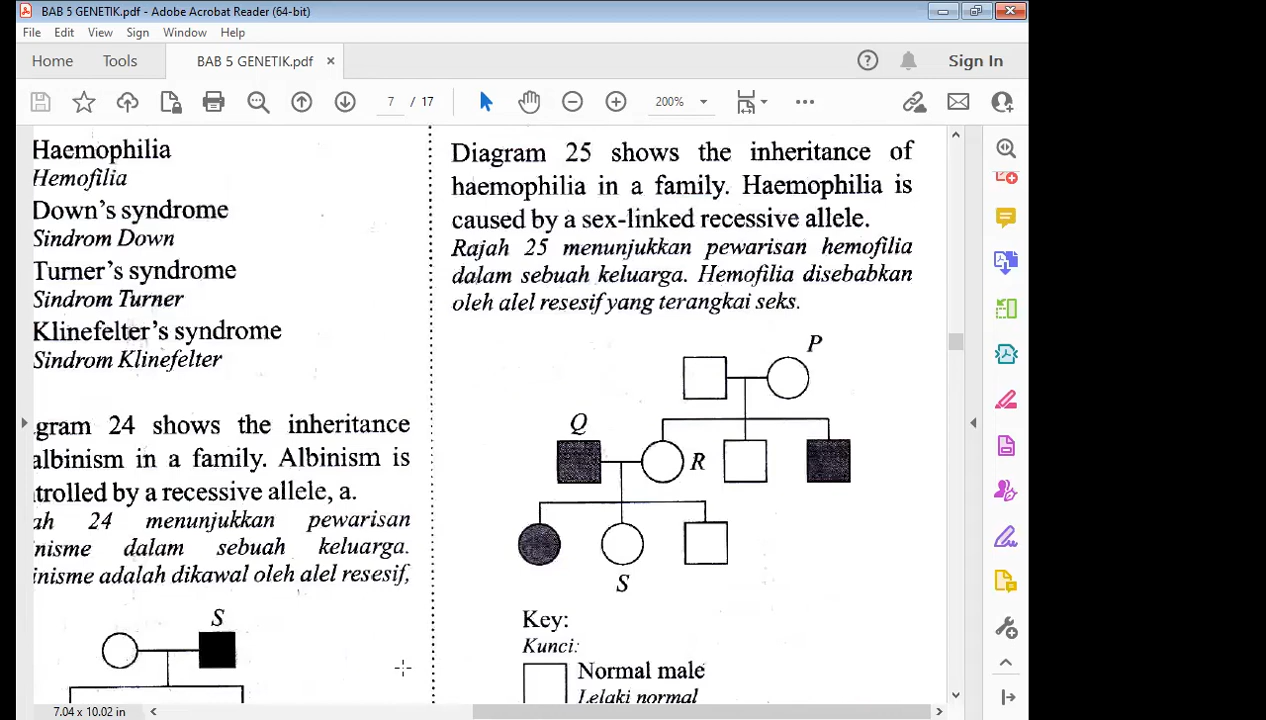 BAB 5 GENETIK.pdf - Adobe Acrobat Reader (64-bit)
File Edit View Sign Window Help
Home Tools BAB 5 GENETIK.pdf × Sign In
7 / 17 200%
Haemophilia
Hemofilia
Down's syndrome
Sindrom Down
Turner's syndrome
Sindrom Turner
Klinefelter's syndrome
Sindrom Klinefelter
gram 24 shows the inheritance
albinism in a family. Albinism is
trolled by a recessive allele, a.
ah 24 menunjukkan pewarisan
inisme dalam sebuah keluarga.
inisme adalah dikawal oleh alel resesif,
S
Diagram 25 shows the inheritance of
haemophilia in a family. Haemophilia is
caused by a sex-linked recessive allele.
Rajah 25 menunjukkan pewarisan hemofilia
dalam sebuah keluarga. Hemofilia disebabkan
oleh alel resesif yang terangkai seks.
P
Q
R
S
Key:
Kunci:
Normal male
Lelaki normal
7.04 x 10.02 in